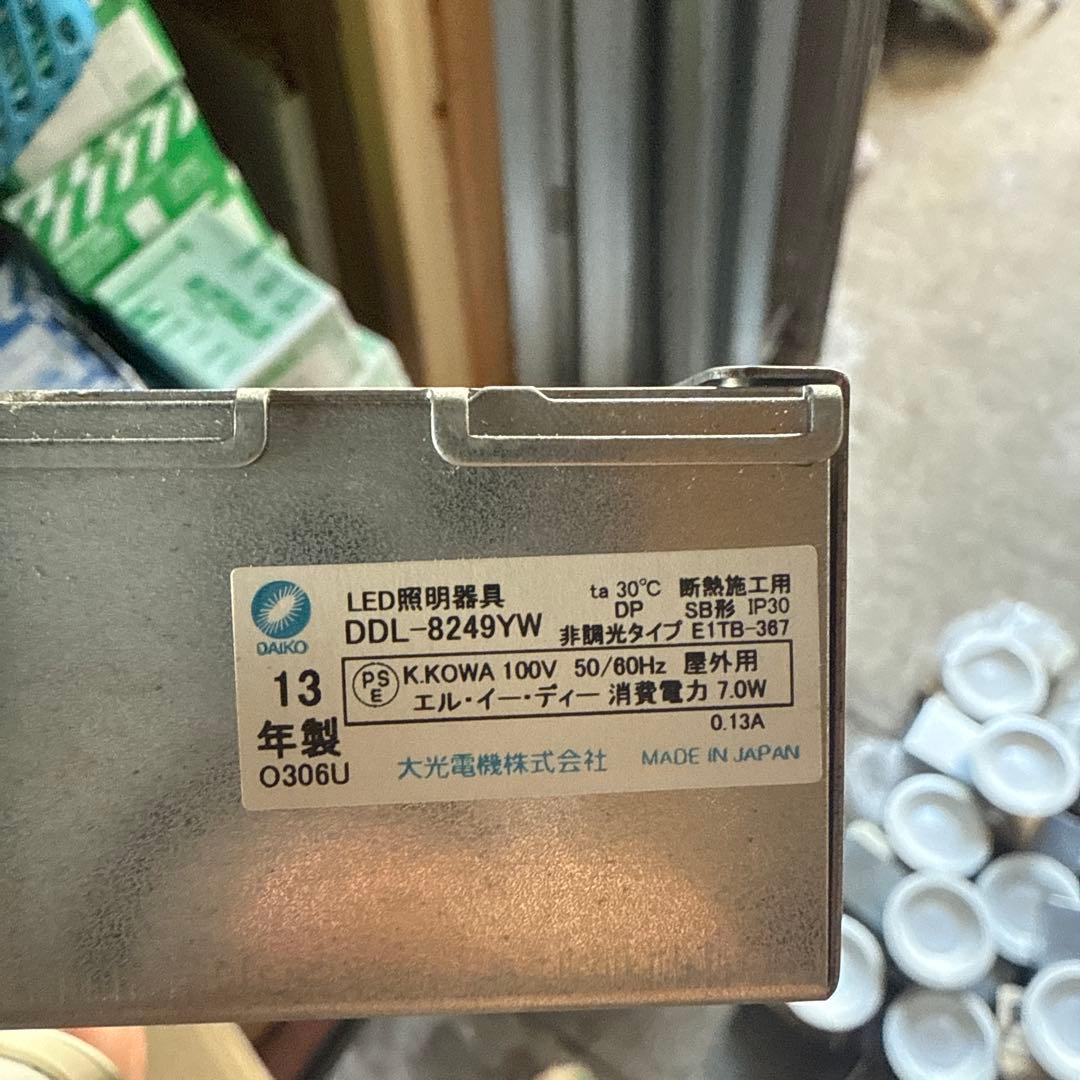 DAIKO
LED照明器具
DDL-8249YW
ta 30℃ 断熱施工用
DP SB形 IP30
非調光タイプ E1TB-367
PSE K.KOWA 100V 50/60Hz 屋外用
エル・イー・ディー 消費電力 7.0W
0.13A
13
年製
O306U
大光電機株式会社 MADE IN JAPAN